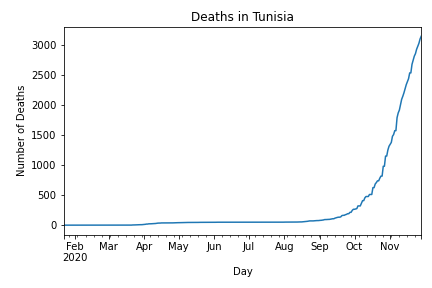 Deaths in Tunisia
Number of Deaths
3000
2500
2000
1500
1000
500
0
Feb Mar Apr May Jun Jul Aug Sep Oct Nov
2020
Day